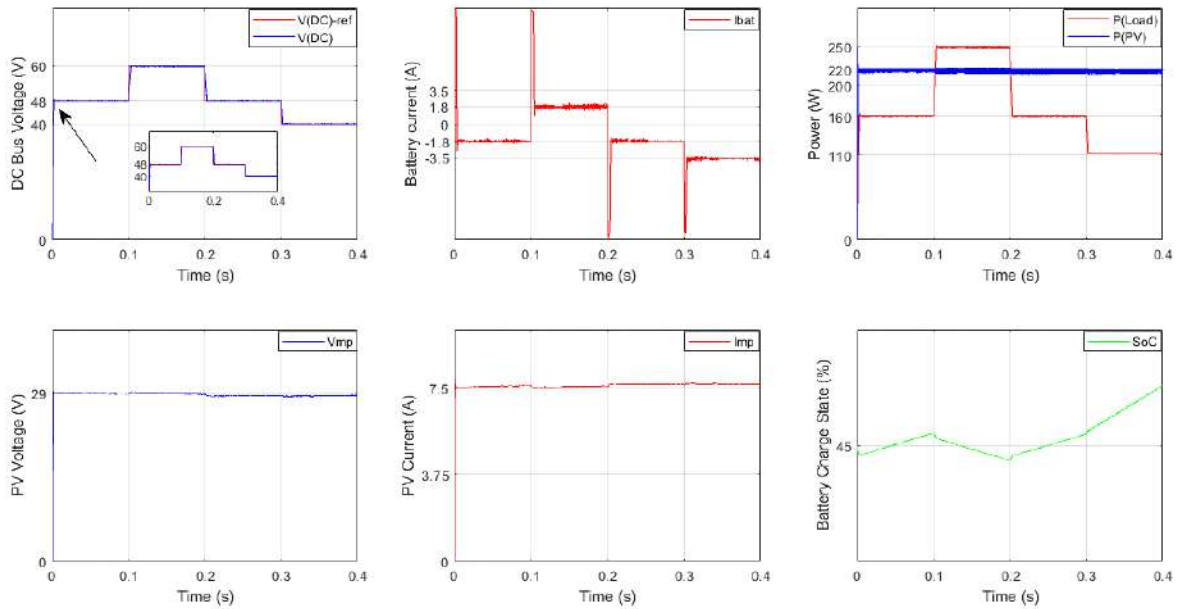 V(DC)-ref
V(DC)
DC Bus Voltage (V)
60
48
40
0
60
48
40
0 0.2 0.4
0 0.1 0.2 0.3 0.4
Time (s)
Ibat
Battery current (A)
3.5
1.8
0
-1.8
-3.5
0 0.1 0.2 0.3 0.4
Time (s)
P(Load)
P(PV)
Power (W)
250
220
200
160
110
0
0 0.1 0.2 0.3 0.4
Time (s)
Vmp
PV Voltage (V)
29
0
0 0.1 0.2 0.3 0.4
Time (s)
Imp
PV Current (A)
7.5
3.75
0
0 0.1 0.2 0.3 0.4
Time (s)
SoC
Battery Charge State (%)
45
0 0.1 0.2 0.3 0.4
Time (s)